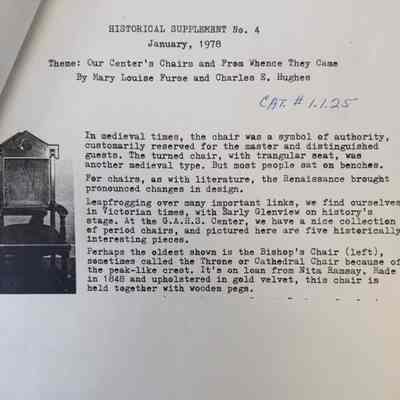 HISTORICAL SUPPLEMENT No. 4
January, 1978
Theme: Our Center's Chairs and From Whence They Came
By Mary Louise Furse and Charles E. Hughes
CAT. # 1.1.25
In medieval times, the chair was a symbol of authority,
customarily reserved for the master and distinguished
guests. The turned chair, with trangular seat, was
another medieval type. But most people sat on benches.
For chairs, as with literature, the Renaissance brought
pronounced changes in design.
Leapfrogging over many important links, we find ourselves
in Victorian times, with Early Glenview on history's
stage. At the G.A.H.S. Center, we have a nice collection
of period chairs, and pictured here are five historically
interesting pieces.
Perhaps the oldest shown is the Bishop's Chair (left),
sometimes called the Throne or Cathedral Chair because of
the peak-like crest. It's on loan from Nita Ramsay. Made
in 1848 and upholstered in gold velvet, this chair is
held together with wooden pegs.